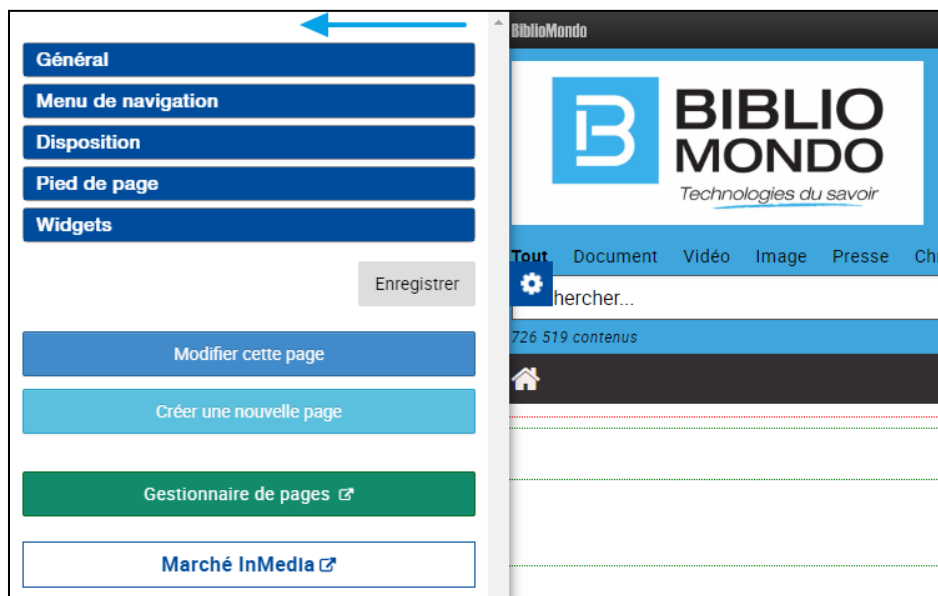 Général
Menu de navigation
Disposition
Pied de page
Widgets
Enregistrer
Modifier cette page
Créer une nouvelle page
Gestionnaire de pages
Marché InMedia
BiblioMondo
BIBLIO
MONDO
Technologies du savoir
Tout Document Vidéo Image Presse Ch
hercher...
726 519 contenus